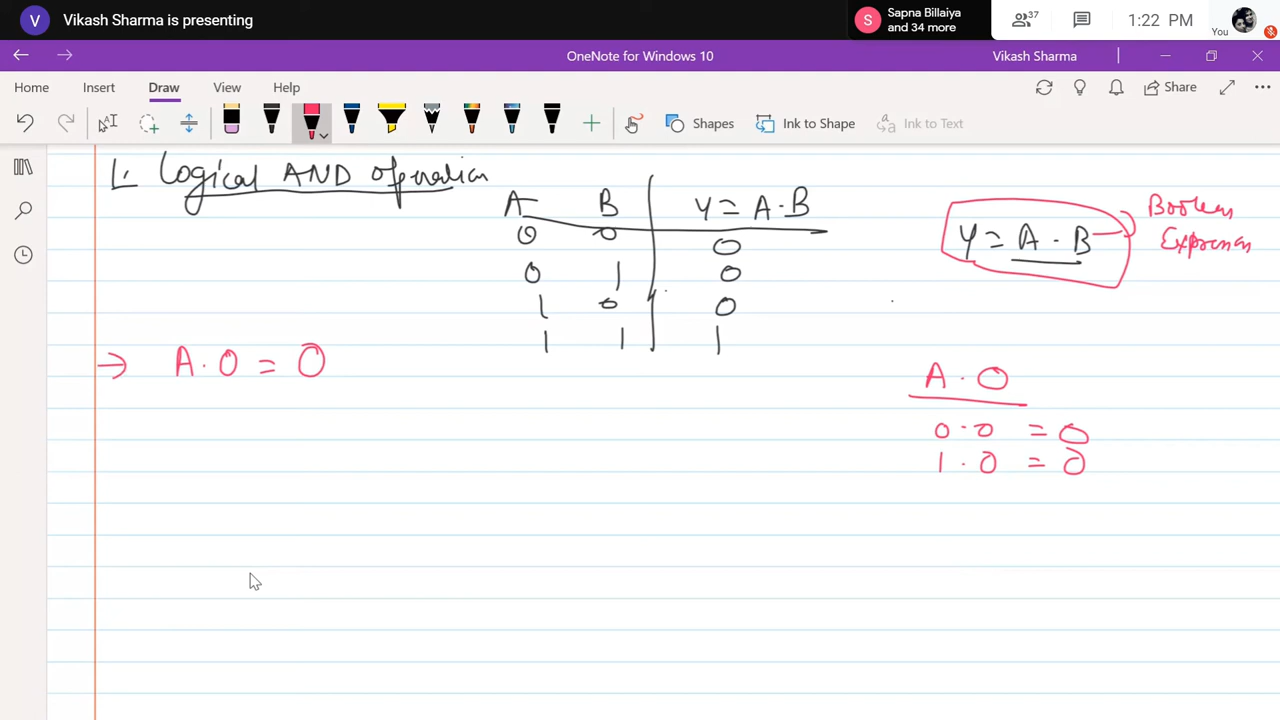 V Vikash Sharma is presenting
S Sapna Billaiya
and 34 more
37
1:22 PM
You
OneNote for Windows 10
Vikash Sharma
Home Insert Draw View Help
Share
Shapes Ink to Shape Ink to Text
1. Logical AND operation
A B Y = A · B
0 0 0
0 1 0
1 0 0
1 1 1
Y = A · B
Boolean
Expression
→ A · 0 = 0
A · 0
0 · 0 = 0
1 · 0 = 0